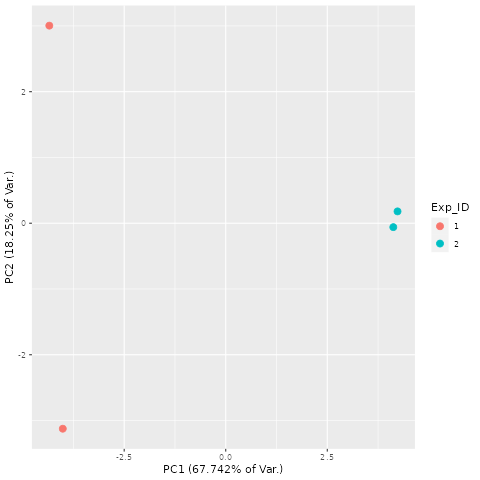 2
0
-2
-2.5
0.0
2.5
PC1 (67.742% of Var.)
PC2 (18.25% of Var.)
Exp_ID
1
2